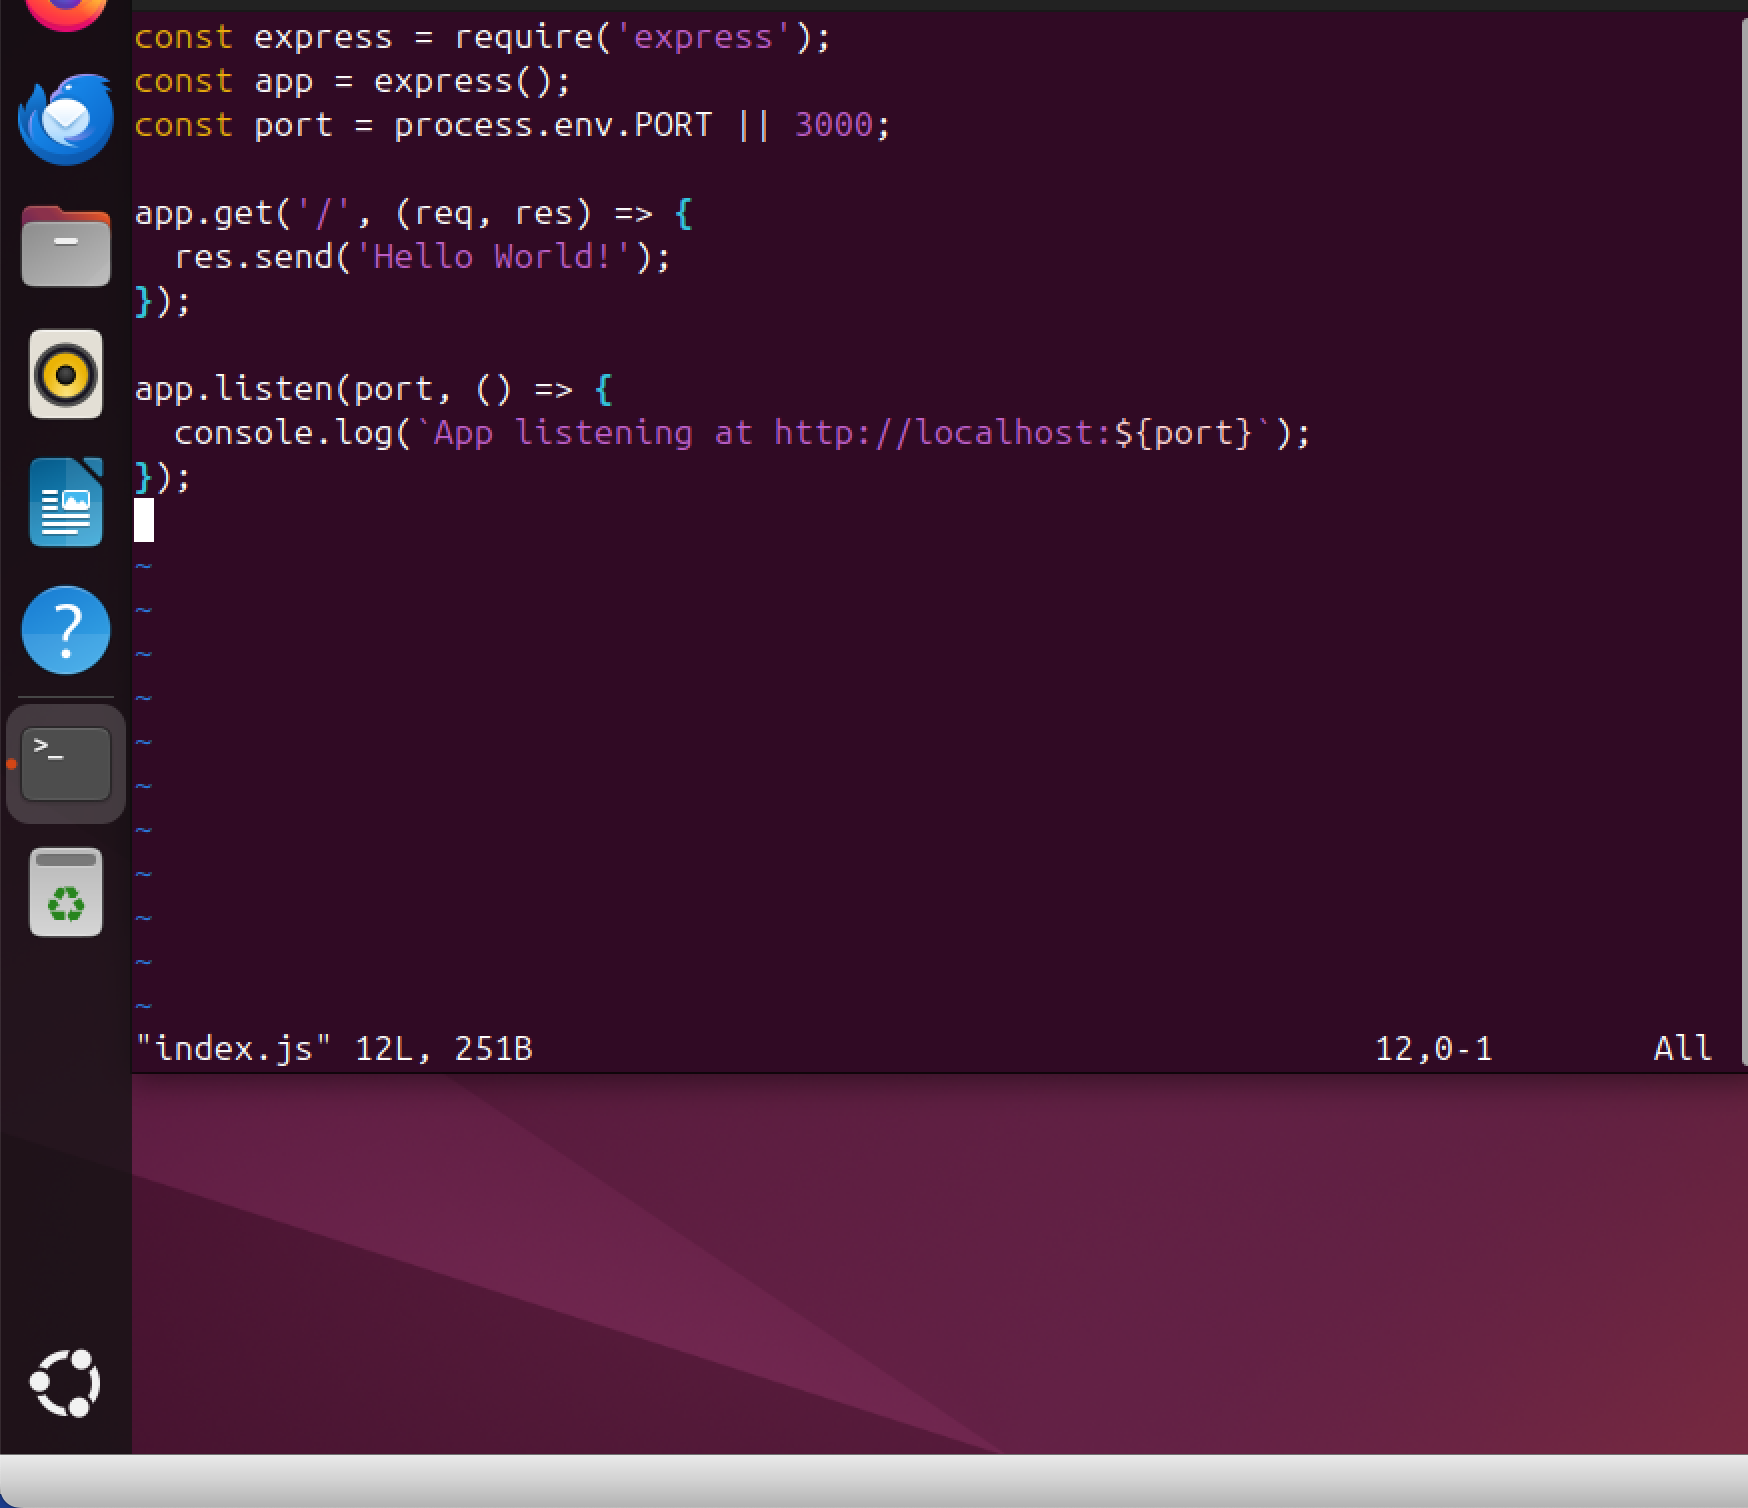 const express = require('express');
const app = express();
const port = process.env.PORT || 3000;
app.get('/', (req, res) => {
  res.send('Hello World!');
});
app.listen(port, () => {
  console.log(`App listening at http://localhost:${port}`);
});
~
~
~
~
~
~
~
~
~
~
~
"index.js" 12L, 251B 12,0-1 All
?
>_